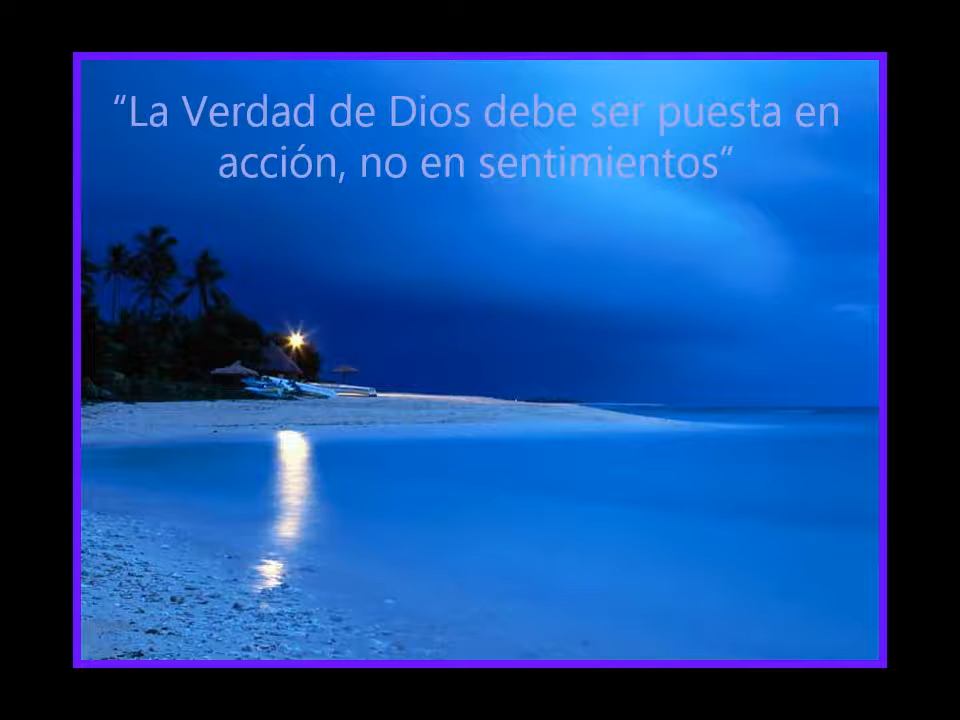 “La Verdad de Dios debe ser puesta en
acción, no en sentimientos“